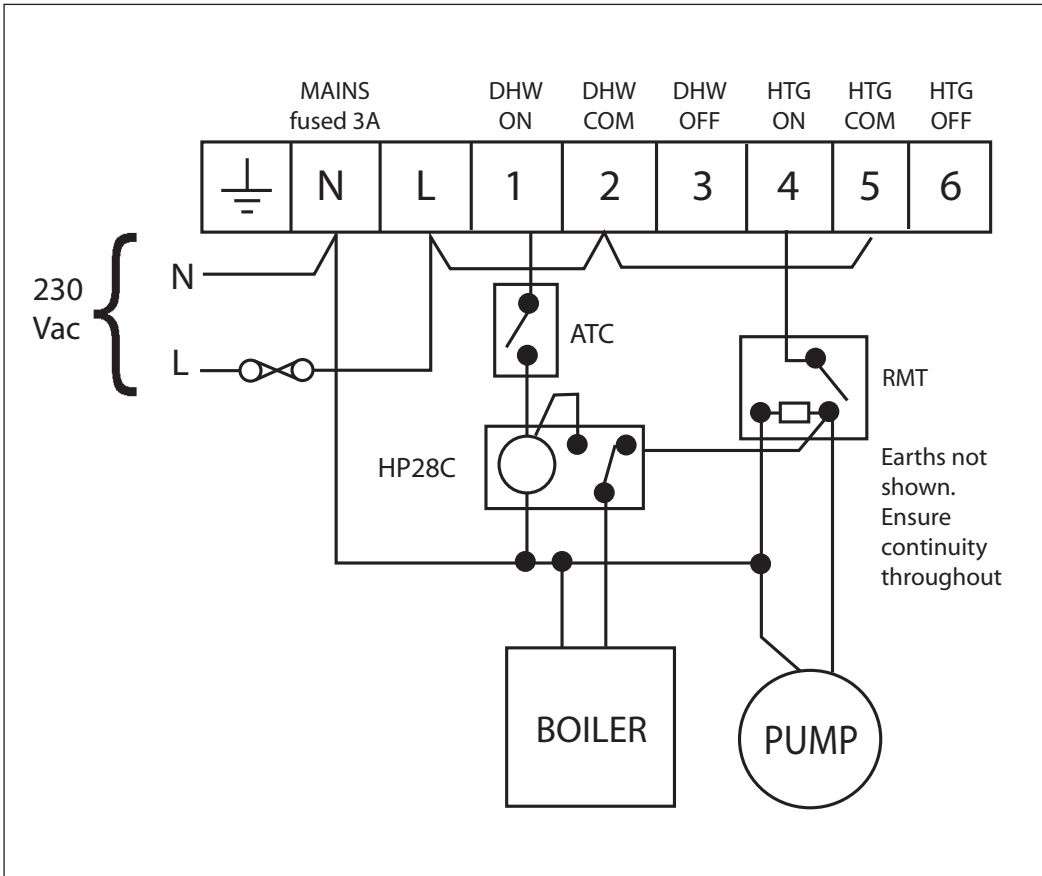 MAINS
fused 3A
DHW
ON
DHW
COM
DHW
OFF
HTG
ON
HTG
COM
HTG
OFF
N
L
1
2
3
4
5
6
230
Vac
N
L
ATC
RMT
HP28C
Earths not
shown.
Ensure
continuity
throughout
BOILER
PUMP